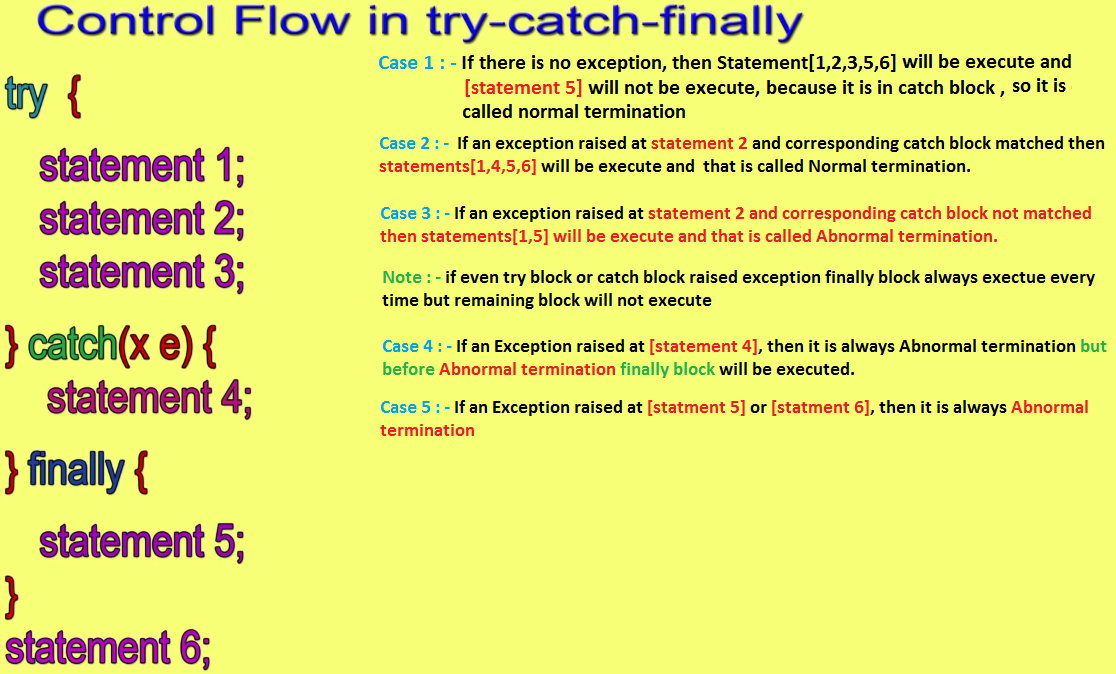 Control Flow in try-catch-finally
try {
statement 1;
statement 2;
statement 3;
} catch(x e) {
statement 4;
} finally {
statement 5;
}
statement 6;
Case 1 : - If there is no exception, then Statement[1,2,3,5,6] will be execute and
[statement 5] will not be execute, because it is in catch block , so it is
called normal termination
Case 2 : - If an exception raised at statement 2 and corresponding catch block matched then
statements[1,4,5,6] will be execute and that is called Normal termination.
Case 3 : - If an exception raised at statement 2 and corresponding catch block not matched
then statements[1,5] will be execute and that is called Abnormal termination.
Note : - if even try block or catch block raised exception finally block always exectue every
time but remaining block will not execute
Case 4 : - If an Exception raised at [statement 4], then it is always Abnormal termination but
before Abnormal termination finally block will be executed.
Case 5 : - If an Exception raised at [statment 5] or [statment 6], then it is always Abnormal
termination